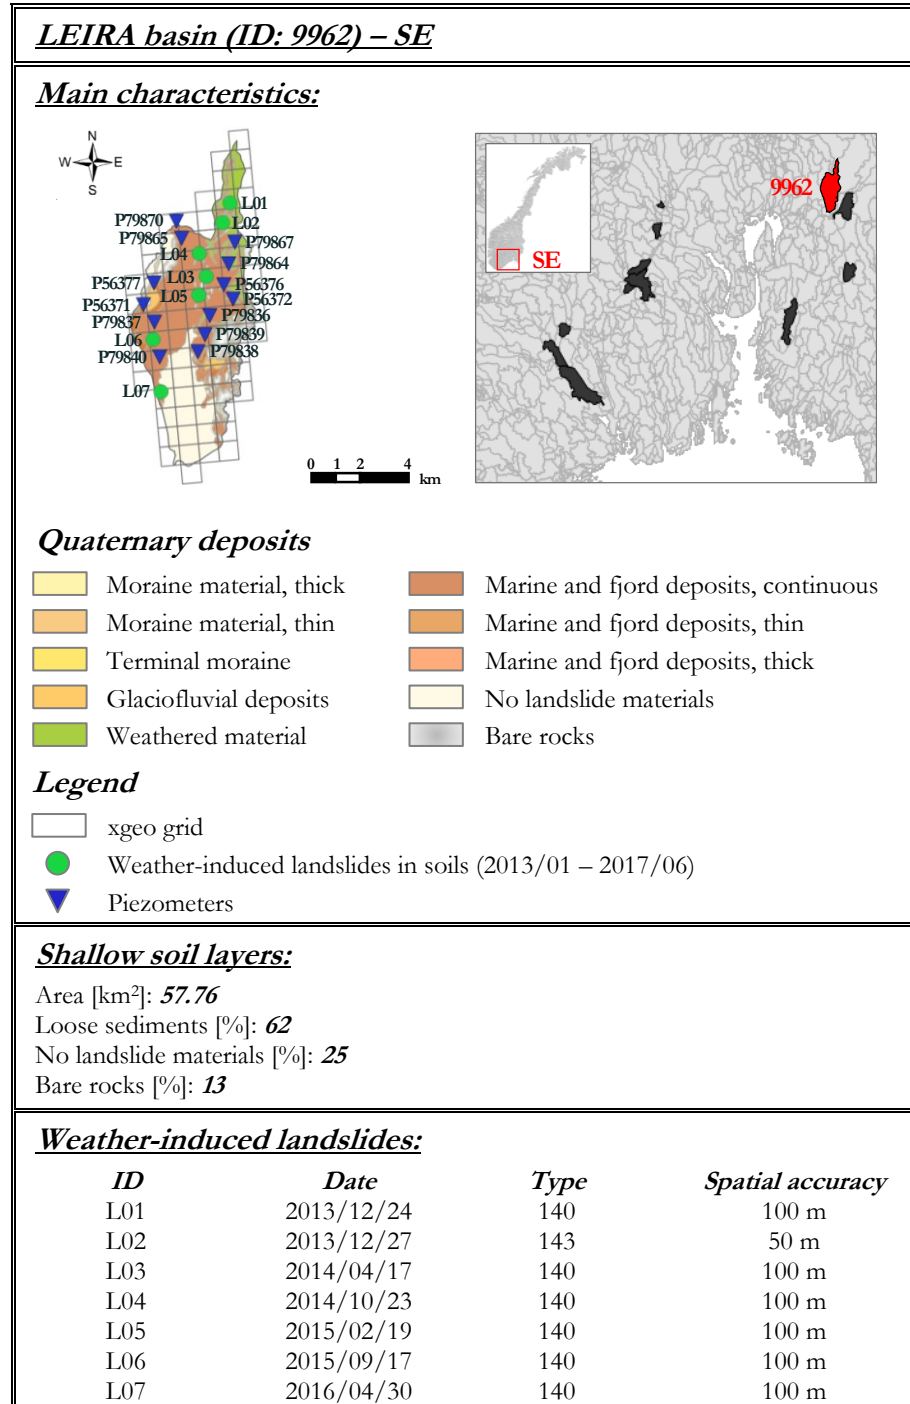 LEIRA basin (ID: 9962) – SE
Main characteristics:
N
W E
S
L01
L02
P79870
P79865
P79867
L04
P79864
P56377
L03
P56376
L05
P56372
P56371
P79836
P79837
P79839
L06
P79838
P79840
L07
0 1 2 4
km
9962
SE
Quaternary deposits
Moraine material, thick
Marine and fjord deposits, continuous
Moraine material, thin
Marine and fjord deposits, thin
Terminal moraine
Marine and fjord deposits, thick
Glaciofluvial deposits
No landslide materials
Weathered material
Bare rocks
Legend
xgeo grid
Weather-induced landslides in soils (2013/01 – 2017/06)
Piezometers
Shallow soil layers:
Area [km²]: 57.76
Loose sediments [%]: 62
No landslide materials [%]: 25
Bare rocks [%]: 13
Weather-induced landslides:
ID Date Type Spatial accuracy
L01 2013/12/24 140 100 m
L02 2013/12/27 143 50 m
L03 2014/04/17 140 100 m
L04 2014/10/23 140 100 m
L05 2015/02/19 140 100 m
L06 2015/09/17 140 100 m
L07 2016/04/30 140 100 m